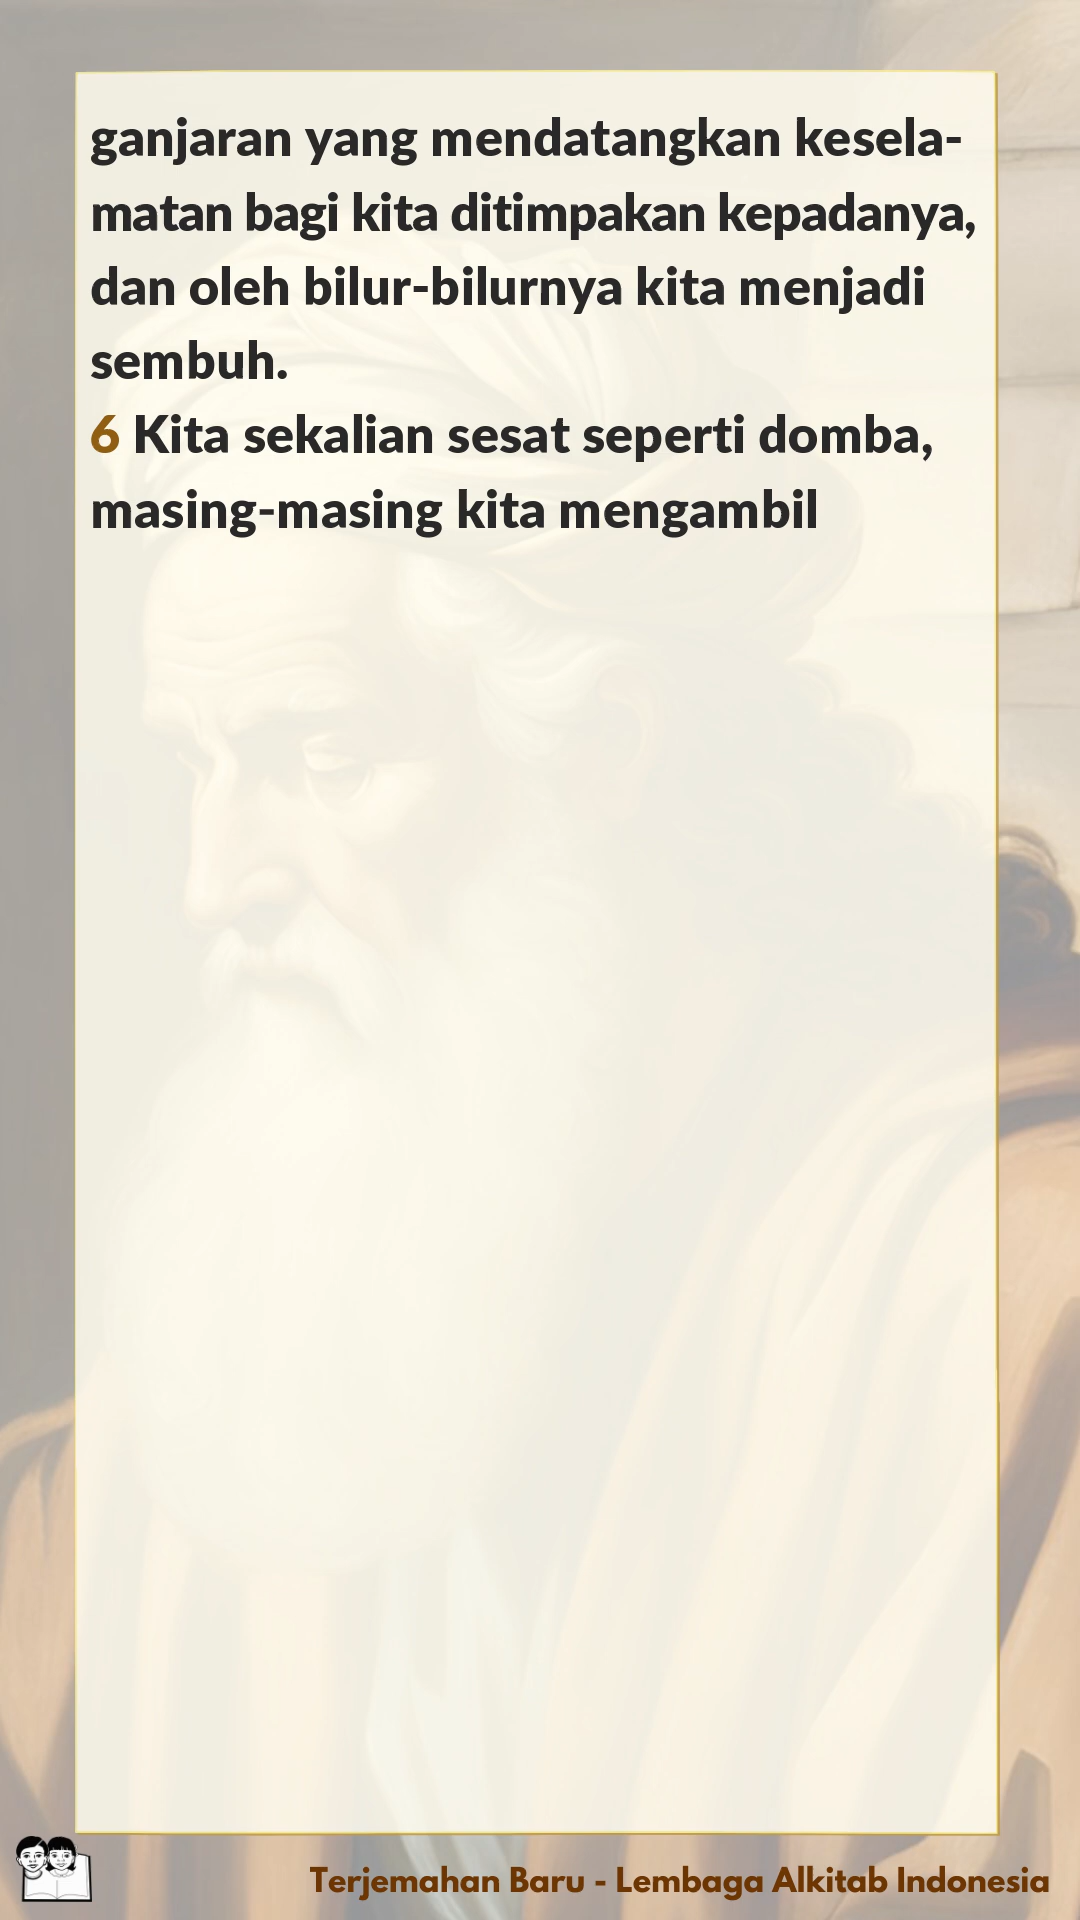 ganjaran yang mendatangkan kesela-
matan bagi kita ditimpakan kepadanya,
dan oleh bilur-bilurnya kita menjadi
sembuh.
6 Kita sekalian sesat seperti domba,
masing-masing kita mengambil
Terjemahan Baru - Lembaga Alkitab Indonesia